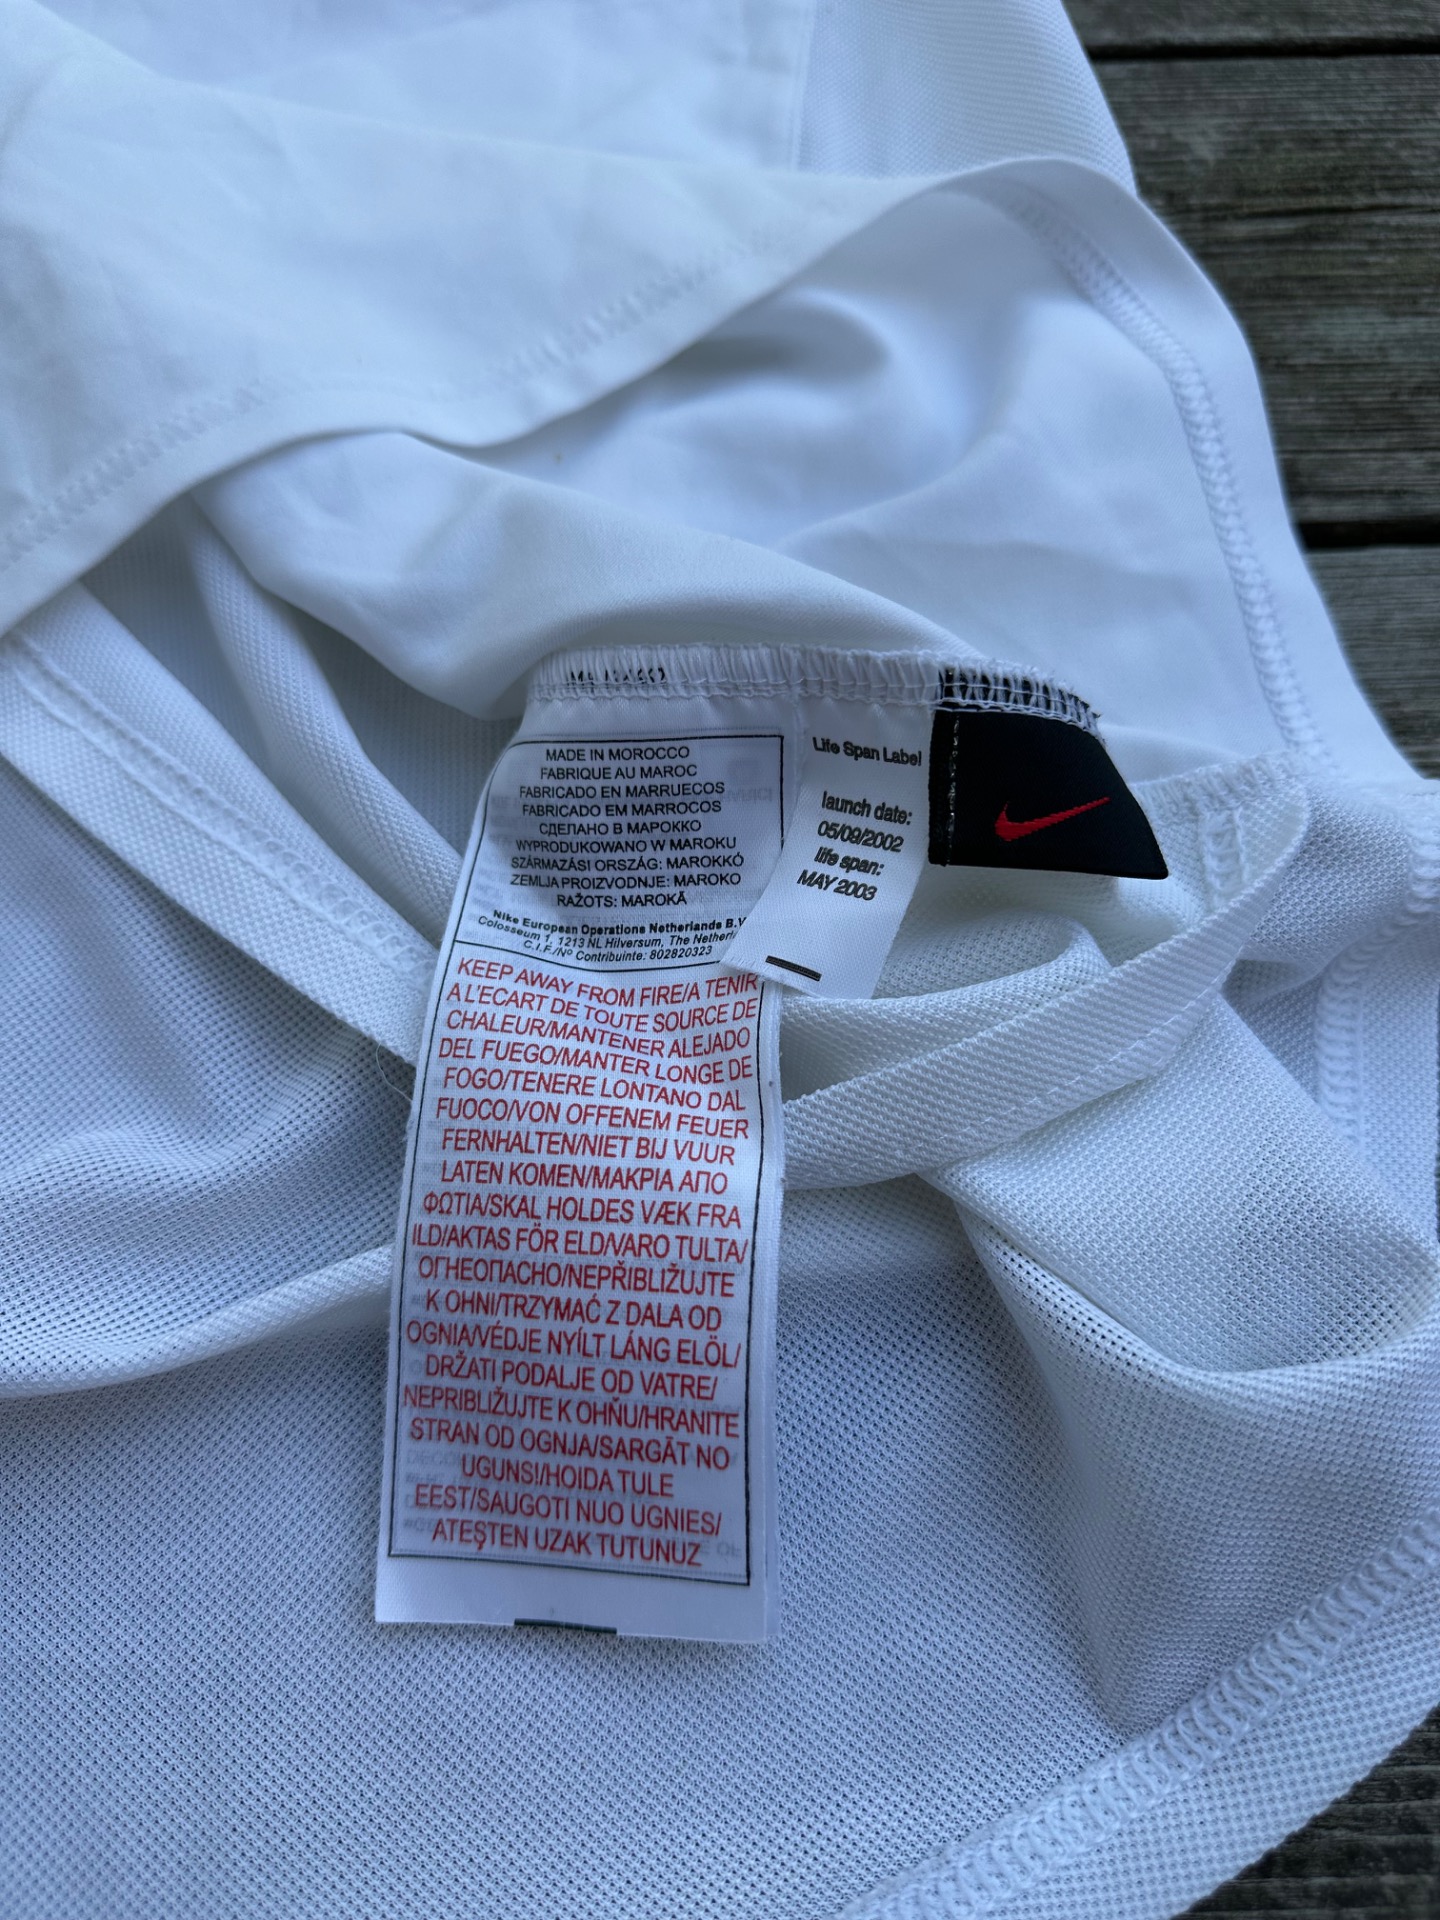 MADE IN MOROCCO
FABRIQUE AU MAROC
FABRICADO EN MARRUECOS
FABRICADO EM MARROCOS
СДЕЛАНО В МАРОККО
WYPRODUKOWANO W MAROKU
SZÁRMAZÁSI ORSZÁG: MAROKKÓ
ZEMLJA PROIZVODNJE: MAROKO
RAŽOTS: MAROKĀ
Nike European Operations Netherlands B.V
Colosseum 1, 1213 NL Hilversum, The
C.I.F./Nº Contribuinte: 802820323
KEEP AWAY FROM FIRE/A TENIR
A L'ECART DE TOUTE SOURCE DE
CHALEUR/MANTENER ALEJADO
DEL FUEGO/MANTER LONGE DE
FOGO/TENERE LONTANO DAL
FUOCO/VON OFFENEM FEUER
FERNHALTEN/NIET BIJ VUUR
LATEN KOMEN/ΜΑΚΡΙΑ ΑΠΟ
ΦΩΤΙΑ/SKAL HOLDES VÆK FRA
ILD/AKTAS FÖR ELD/VARO TULTA/
ОГНЕОПАСНО/NEPŘIBLIŽUJTE
K OHNI/TRZYMAĆ Z DALA OD
OGNIA/VÉDJE NYÍLT LÁNG ELÖL/
DRŽATI PODALJE OD VATRE/
NEPRIBLIŽUJTE K OHŇU/HRANITE
STRAN OD OGNJA/SARGĀT NO
UGUNS!/HOIDA TULE
EEST/SAUGOTI NUO UGNIES/
ATEŞTEN UZAK TUTUNUZ
Life Span Label
launch date:
05/09/2002
life span:
MAY 2003